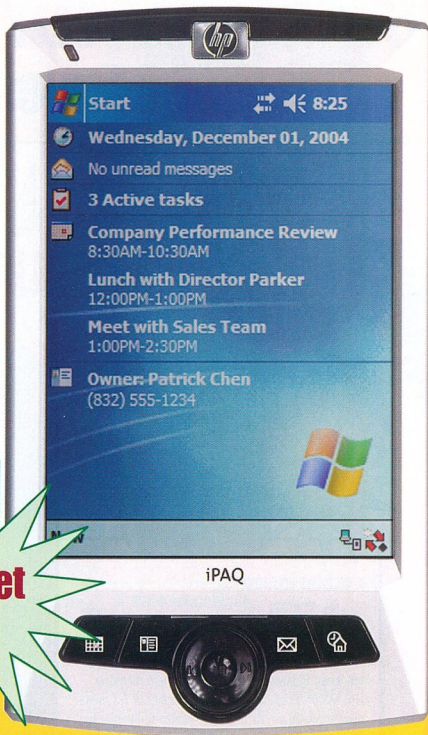 hp
Start 8:25
Wednesday, December 01, 2004
No unread messages
3 Active tasks
Company Performance Review
8:30AM-10:30AM
Lunch with Director Parker
12:00PM-1:00PM
Meet with Sales Team
1:00PM-2:30PM
Owner: Patrick Chen
(832) 555-1234
iPAQ